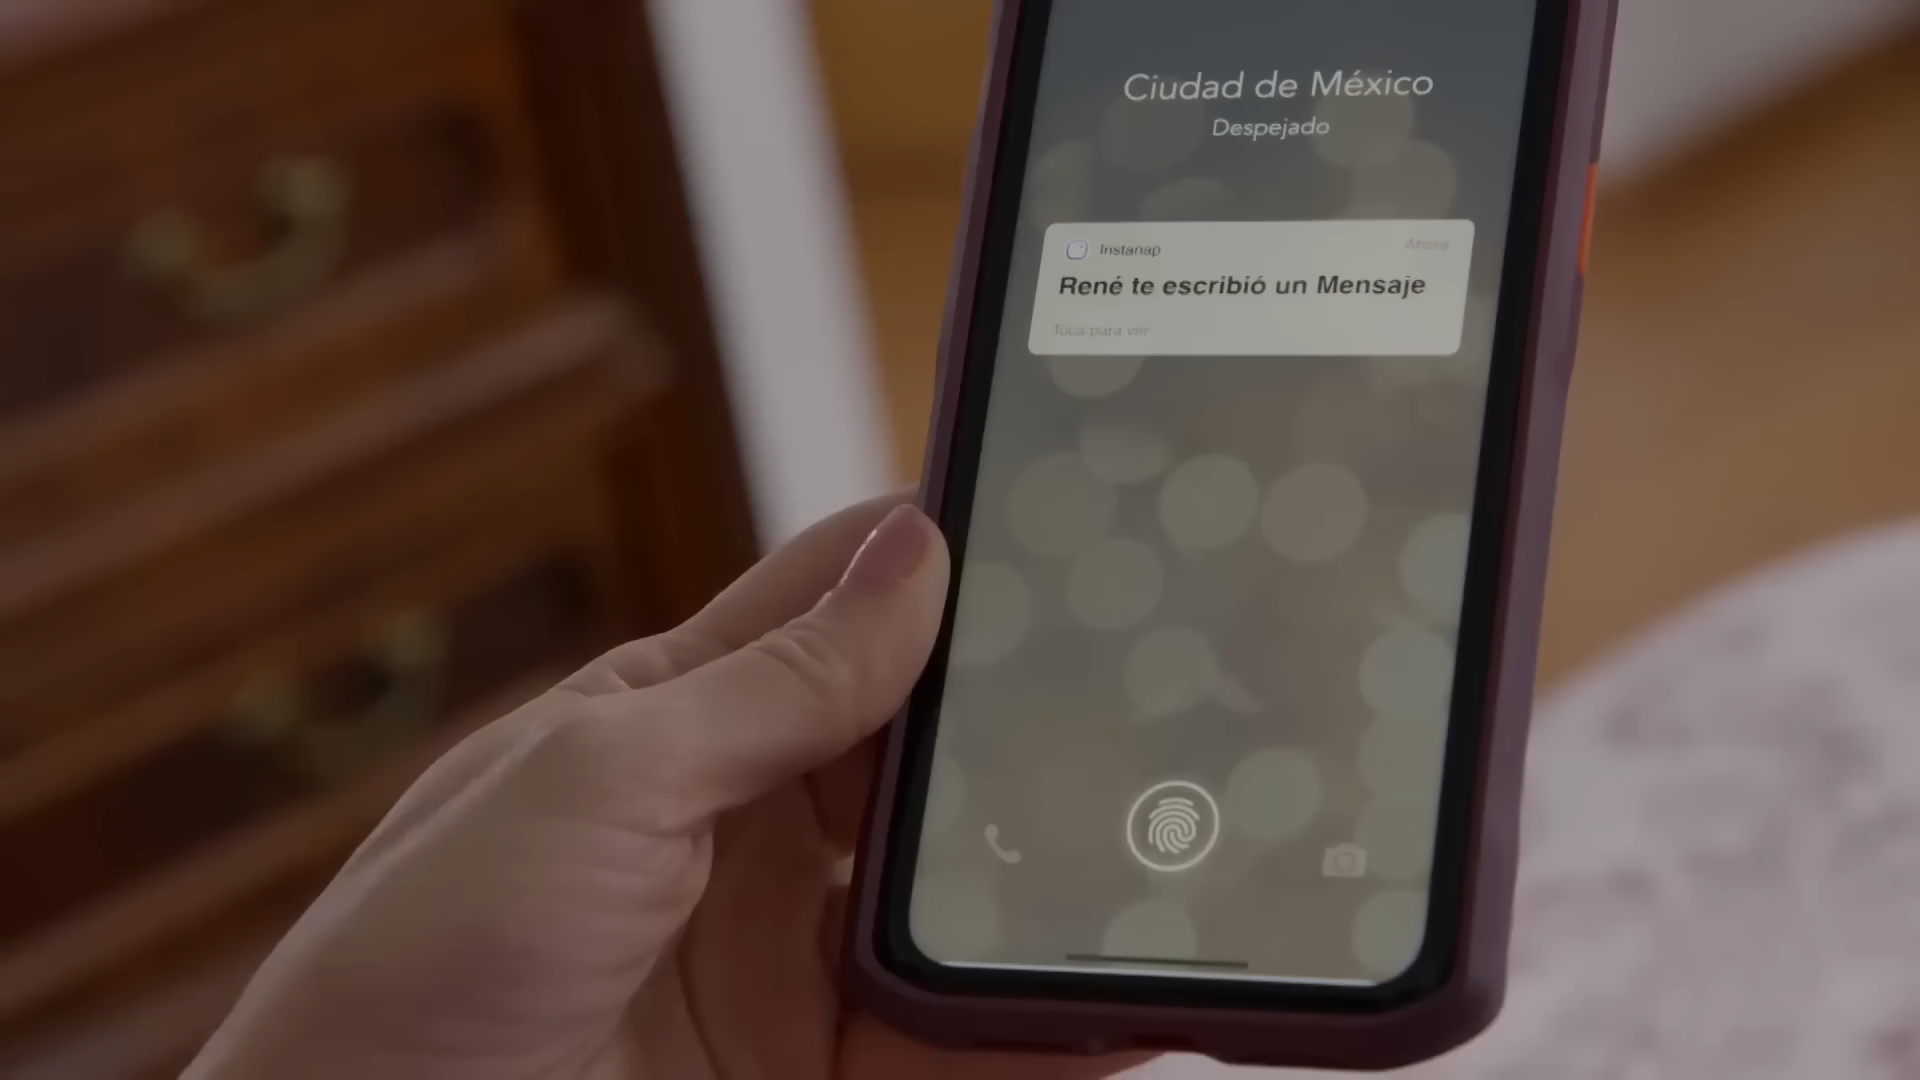 Ciudad de México
Despejado
Instanap
Ahora
René te escribió un Mensaje
Toca para ver